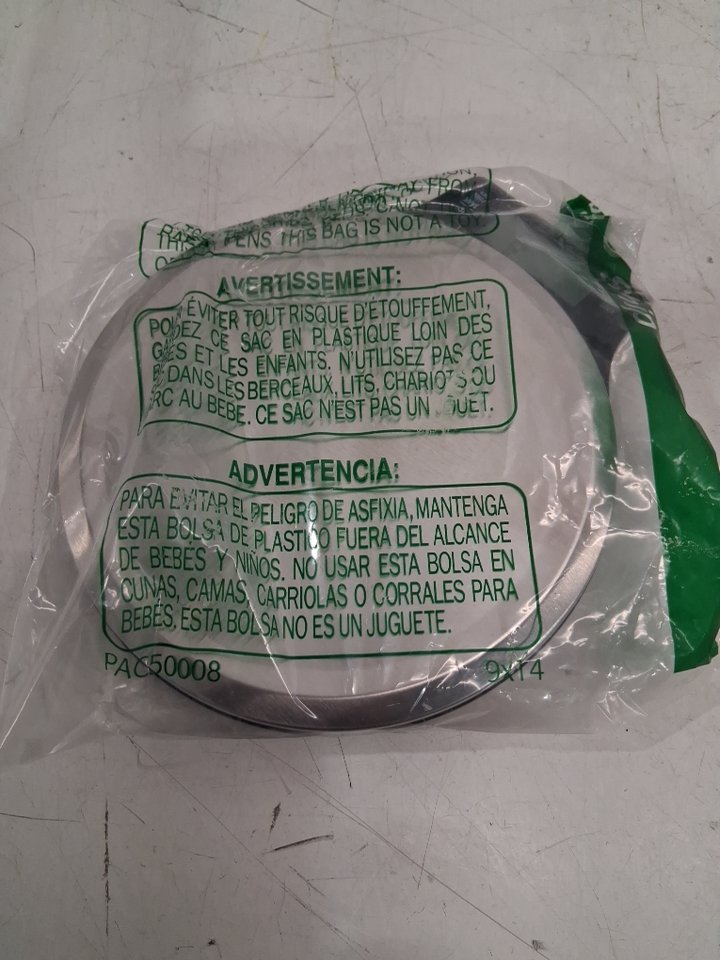 FROM
THIS BAG IS NOT A TOY
AVERTISSEMENT:
ÉVITER TOUT RISQUE D'ÉTOUFFEMENT,
CE SAC EN PLASTIQUE LOIN DES
ET LES ENFANTS. N'UTILISEZ PAS CE
DANS LES BERCEAUX, LITS, CHARIOTS OU
AU BEBE. CE SAC N'EST PAS UN JOUET.
ADVERTENCIA:
PARA EVITAR EL PELIGRO DE ASFIXIA, MANTENGA
ESTA BOLSA DE PLASTICO FUERA DEL ALCANCE
DE BEBÉS Y NIÑOS. NO USAR ESTA BOLSA EN
CUNAS, CAMAS, CARRIOLAS O CORRALES PARA
BEBÉS. ESTA BOLSA NO ES UN JUGUETE.
PAC50008 9x14